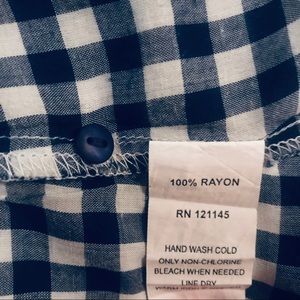 100% RAYON
RN 121145
HAND WASH COLD
ONLY NON-CHLORINE
BLEACH WHEN NEEDED
LINE DRY